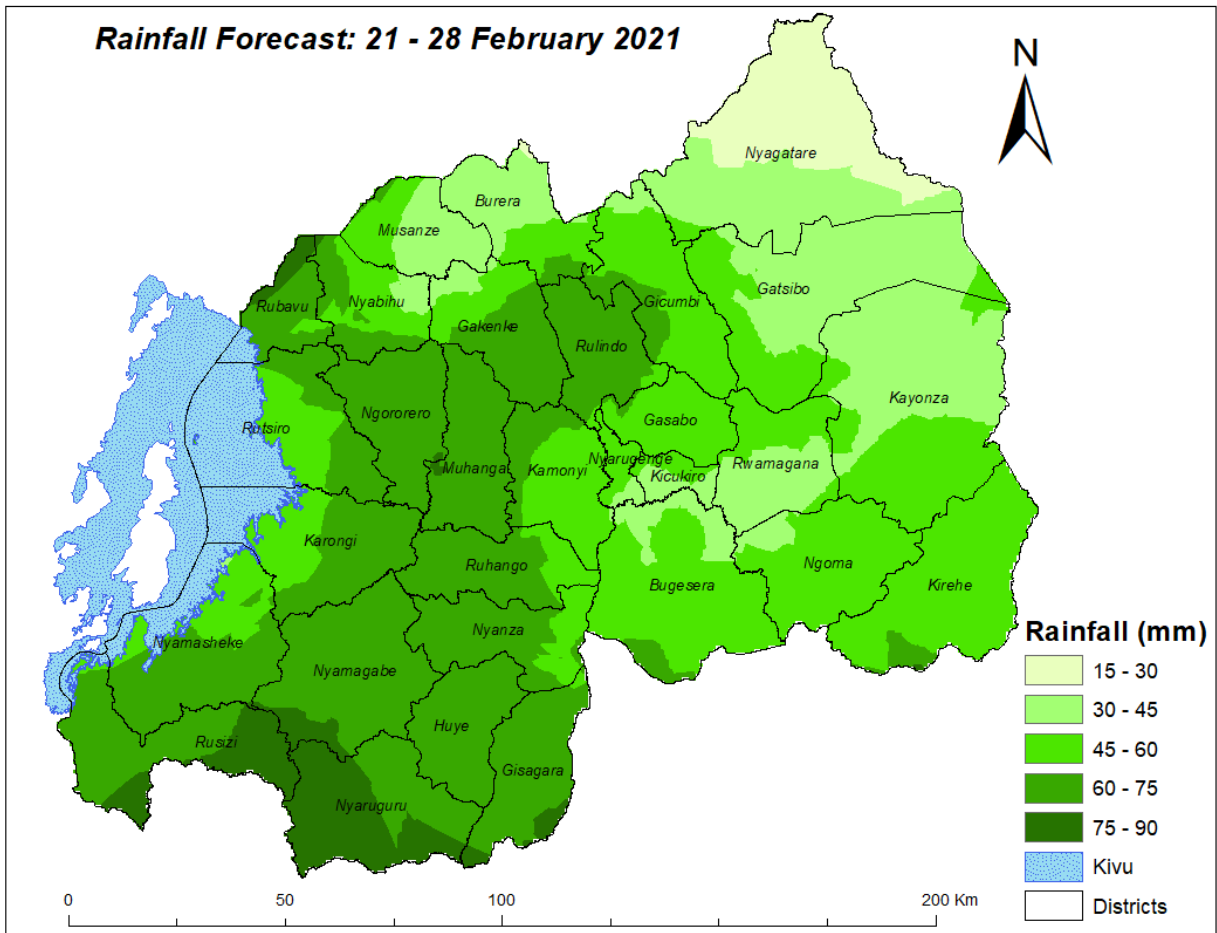 Rainfall Forecast: 21 - 28 February 2021
N
Nyagatare
Burera
Musanze
Gatsibo
Rubavu
Nyabihu
Gicumbi
Gakenke
Rulindo
Kayonza
Ngororero
Gasabo
Rutsiro
Muhanga
Kamonyi
Nyarugenge
Rwamagana
Kicukiro
Karongi
Ruhango
Ngoma
Bugesera
Kirehe
Nyanza
Nyamasheke
Nyamagabe
Huye
Rusizi
Gisagara
Nyaruguru
Rainfall (mm)
15 - 30
30 - 45
45 - 60
60 - 75
75 - 90
Kivu
Districts
0 50 100 200 Km